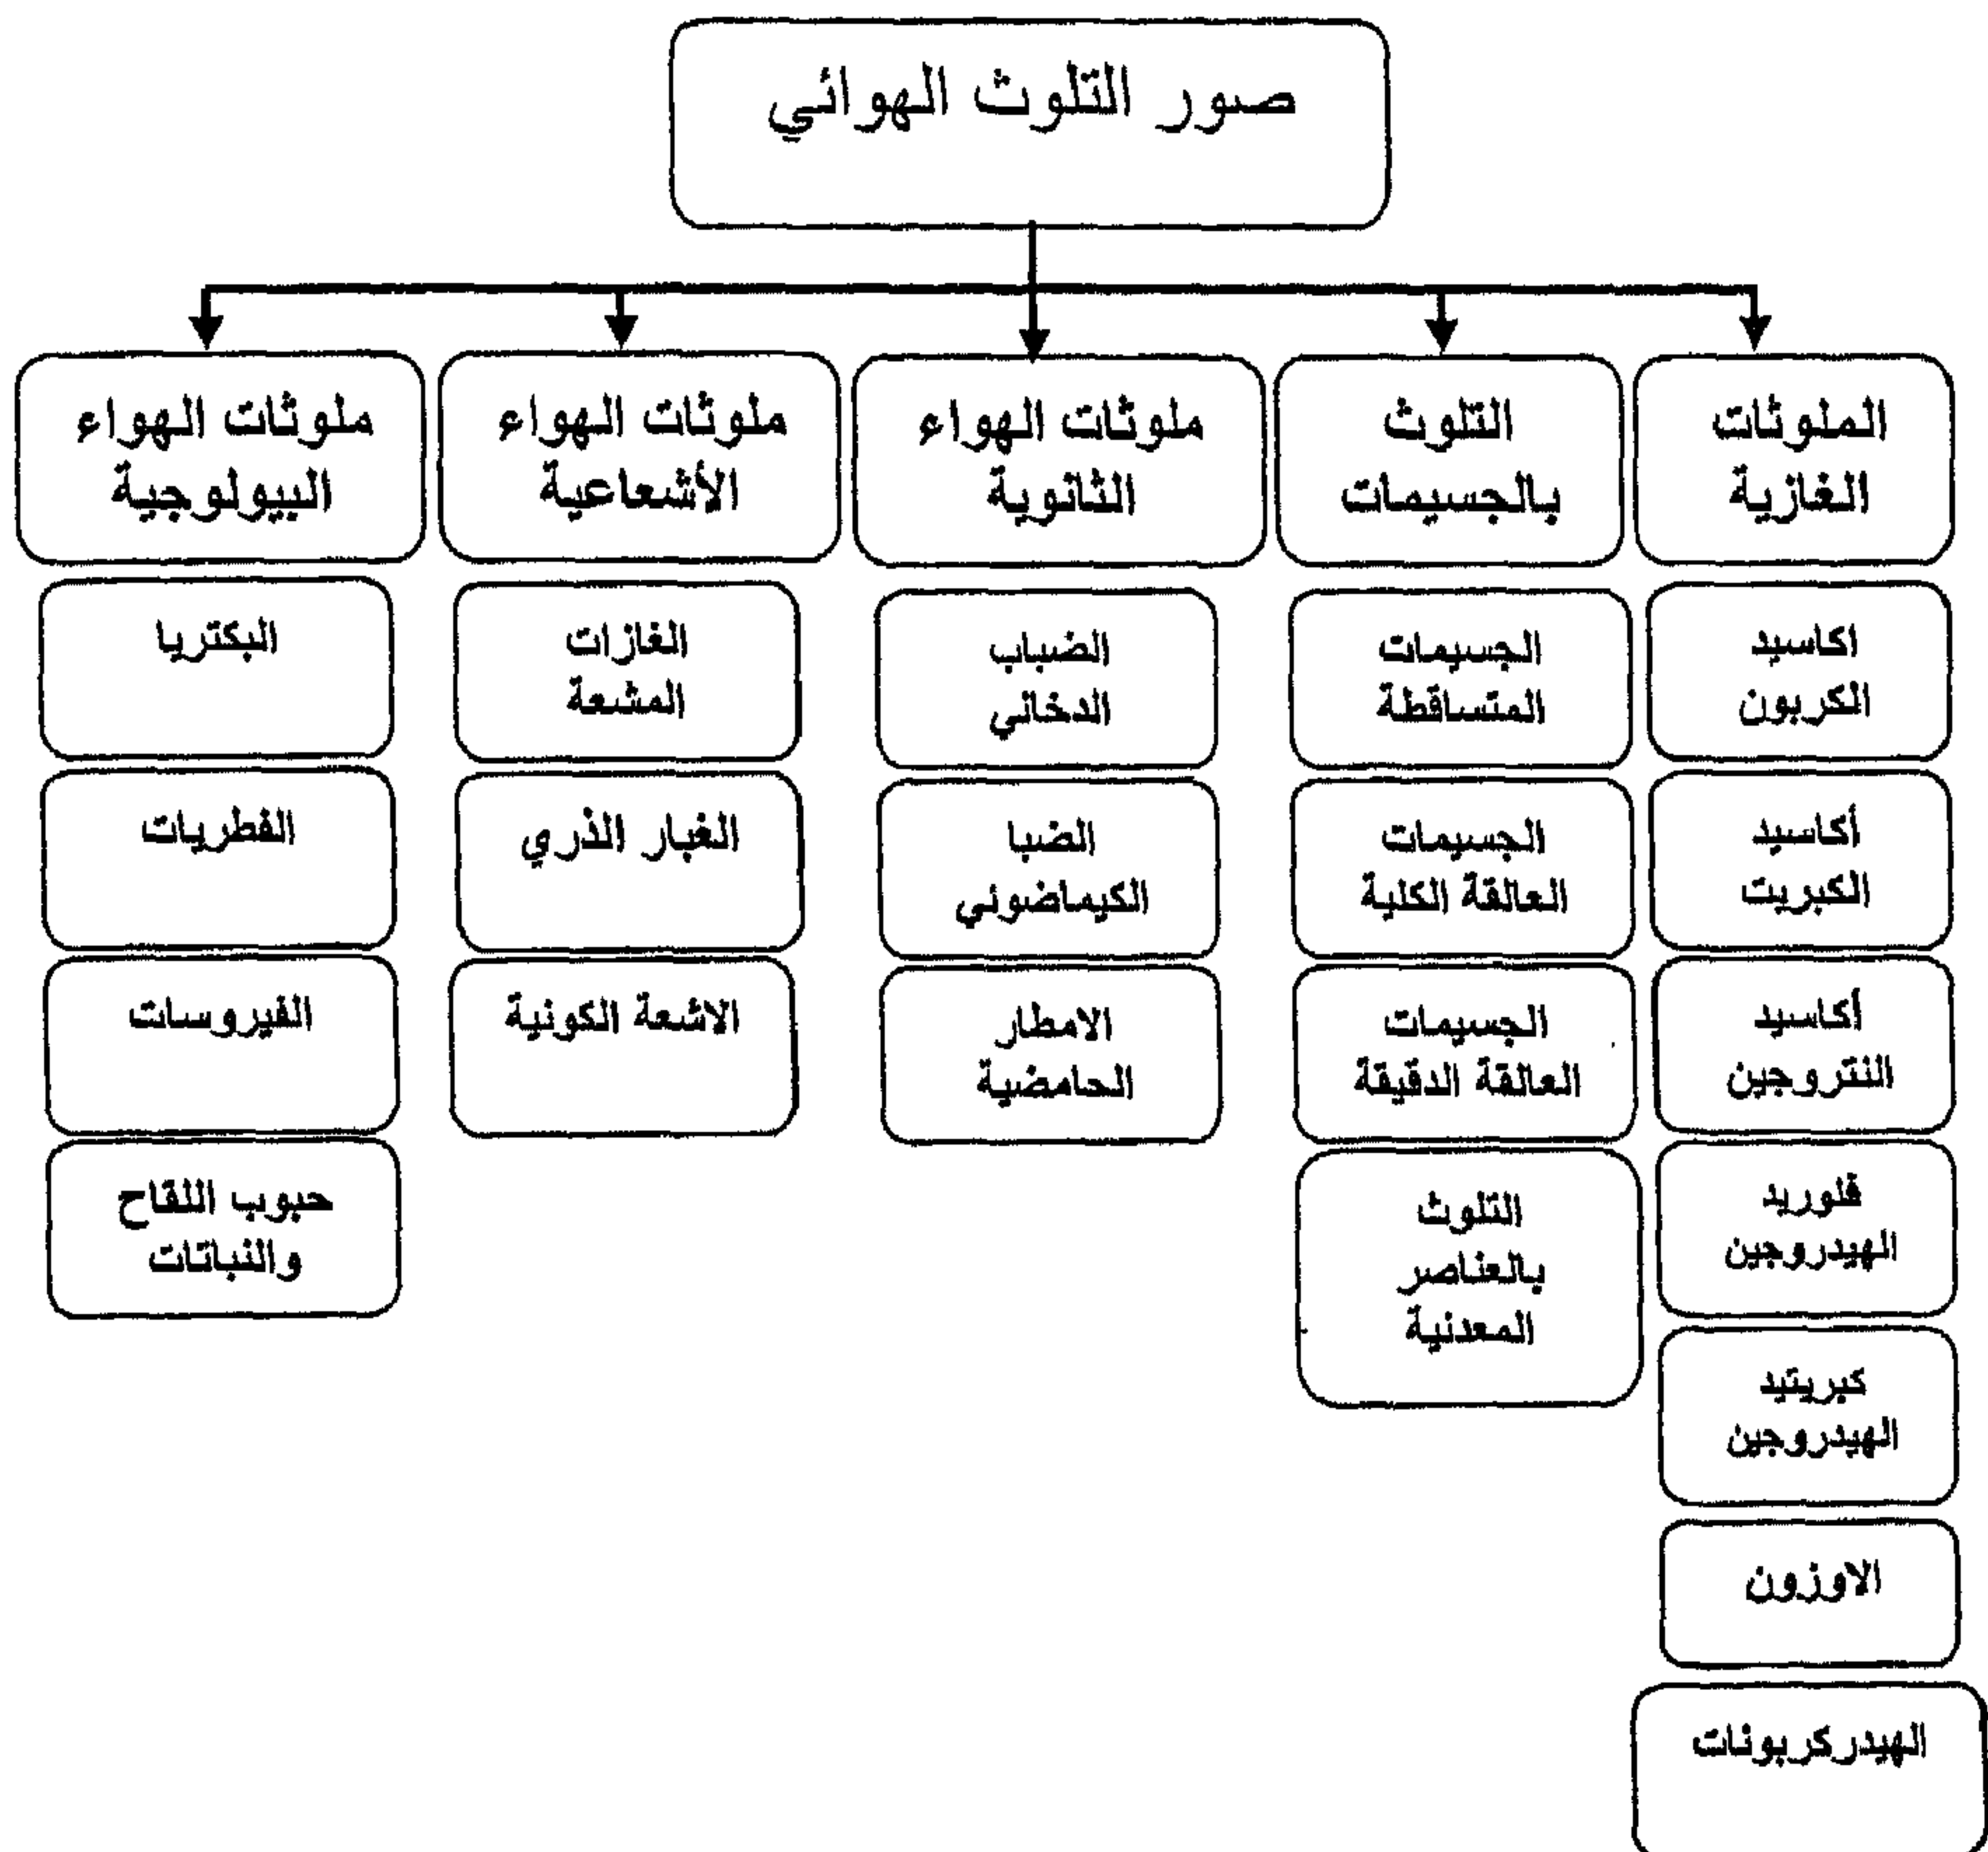 صور التلوث الهوائي
الملوثات
الغازية
اكاسيد
الكربون
أكاسيد
الكبريت
أكاسيد
النتروجين
فلوريد
الهيدروجين
كبريتيد
الهيدروجين
الاوزون
الهيدركربونات
التلوث
بالجسيمات
الجسيمات
المتساقطة
الجسيمات
العالقة الكلية
الجسيمات
العالقة الدقيقة
التلوث
بالعناصر
المعدنية
ملوثات الهواء
الثانوية
الضباب
الدخاني
الضبا
الكيماضوئي
الامطار
الحامضية
ملوثات الهواء
الأشعاعية
الغازات
المشعة
الغبار الذري
الاشعة الكونية
ملوثات الهواء
البيولوجية
البكتريا
الفطريات
الفيروسات
حبوب اللقاح
والنباتات